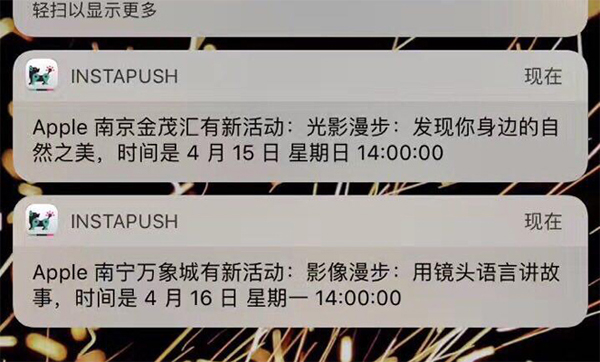 轻扫以显示更多
INSTAPUSH 现在
Apple 南京金茂汇有新活动：光影漫步：发现你身边的自
然之美，时间是 4 月 15 日 星期日 14:00:00
INSTAPUSH 现在
Apple 南宁万象城有新活动：影像漫步：用镜头语言讲故
事，时间是 4 月 16 日 星期一 14:00:00